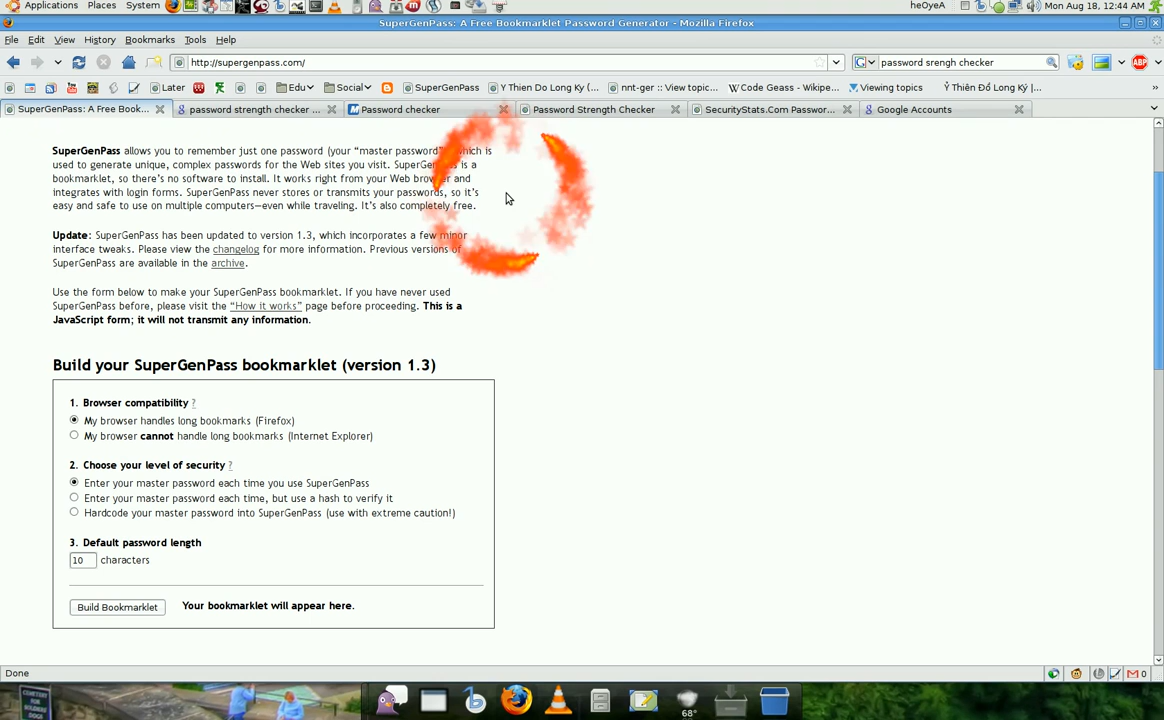 Applications Places System heOyeA Mon Aug 18, 12:44 AM
SuperGenPass: A Free Bookmarklet Password Generator - Mozilla Firefox
File Edit View History Bookmarks Tools Help
http://supergenpass.com/ password srengh checker
Later Edu Social SuperGenPass Y Thien Do Long Ky (... nnt-ger :: View topic... Code Geass - Wikipe... Viewing topics Ỷ Thiên Đồ Long Ký |... »
SuperGenPass: A Free Book... password strength checker ... Password checker Password Strength Checker SecurityStats.Com Passwor... Google Accounts
SuperGenPass allows you to remember just one password (your “master password” which is
used to generate unique, complex passwords for the Web sites you visit. SuperGen is a
bookmarklet, so there’s no software to install. It works right from your Web brow and
integrates with login forms. SuperGenPass never stores or transmits your passwords, so it’s
easy and safe to use on multiple computers—even while traveling. It’s also completely free.
Update: SuperGenPass has been updated to version 1.3, which incorporates a few minor
interface tweaks. Please view the changelog for more information. Previous versions of
SuperGenPass are available in the archive.
Use the form below to make your SuperGenPass bookmarklet. If you have never used
SuperGenPass before, please visit the “How it works” page before proceeding. This is a
JavaScript form; it will not transmit any information.
Build your SuperGenPass bookmarklet (version 1.3)
1. Browser compatibility ?
My browser handles long bookmarks (Firefox)
My browser cannot handle long bookmarks (Internet Explorer)
2. Choose your level of security ?
Enter your master password each time you use SuperGenPass
Enter your master password each time, but use a hash to verify it
Hardcode your master password into SuperGenPass (use with extreme caution!)
3. Default password length
10 characters
Build Bookmarklet Your bookmarklet will appear here.
Done 0
CEMETERY
FOR
SOLDIERS
DOGS
68°